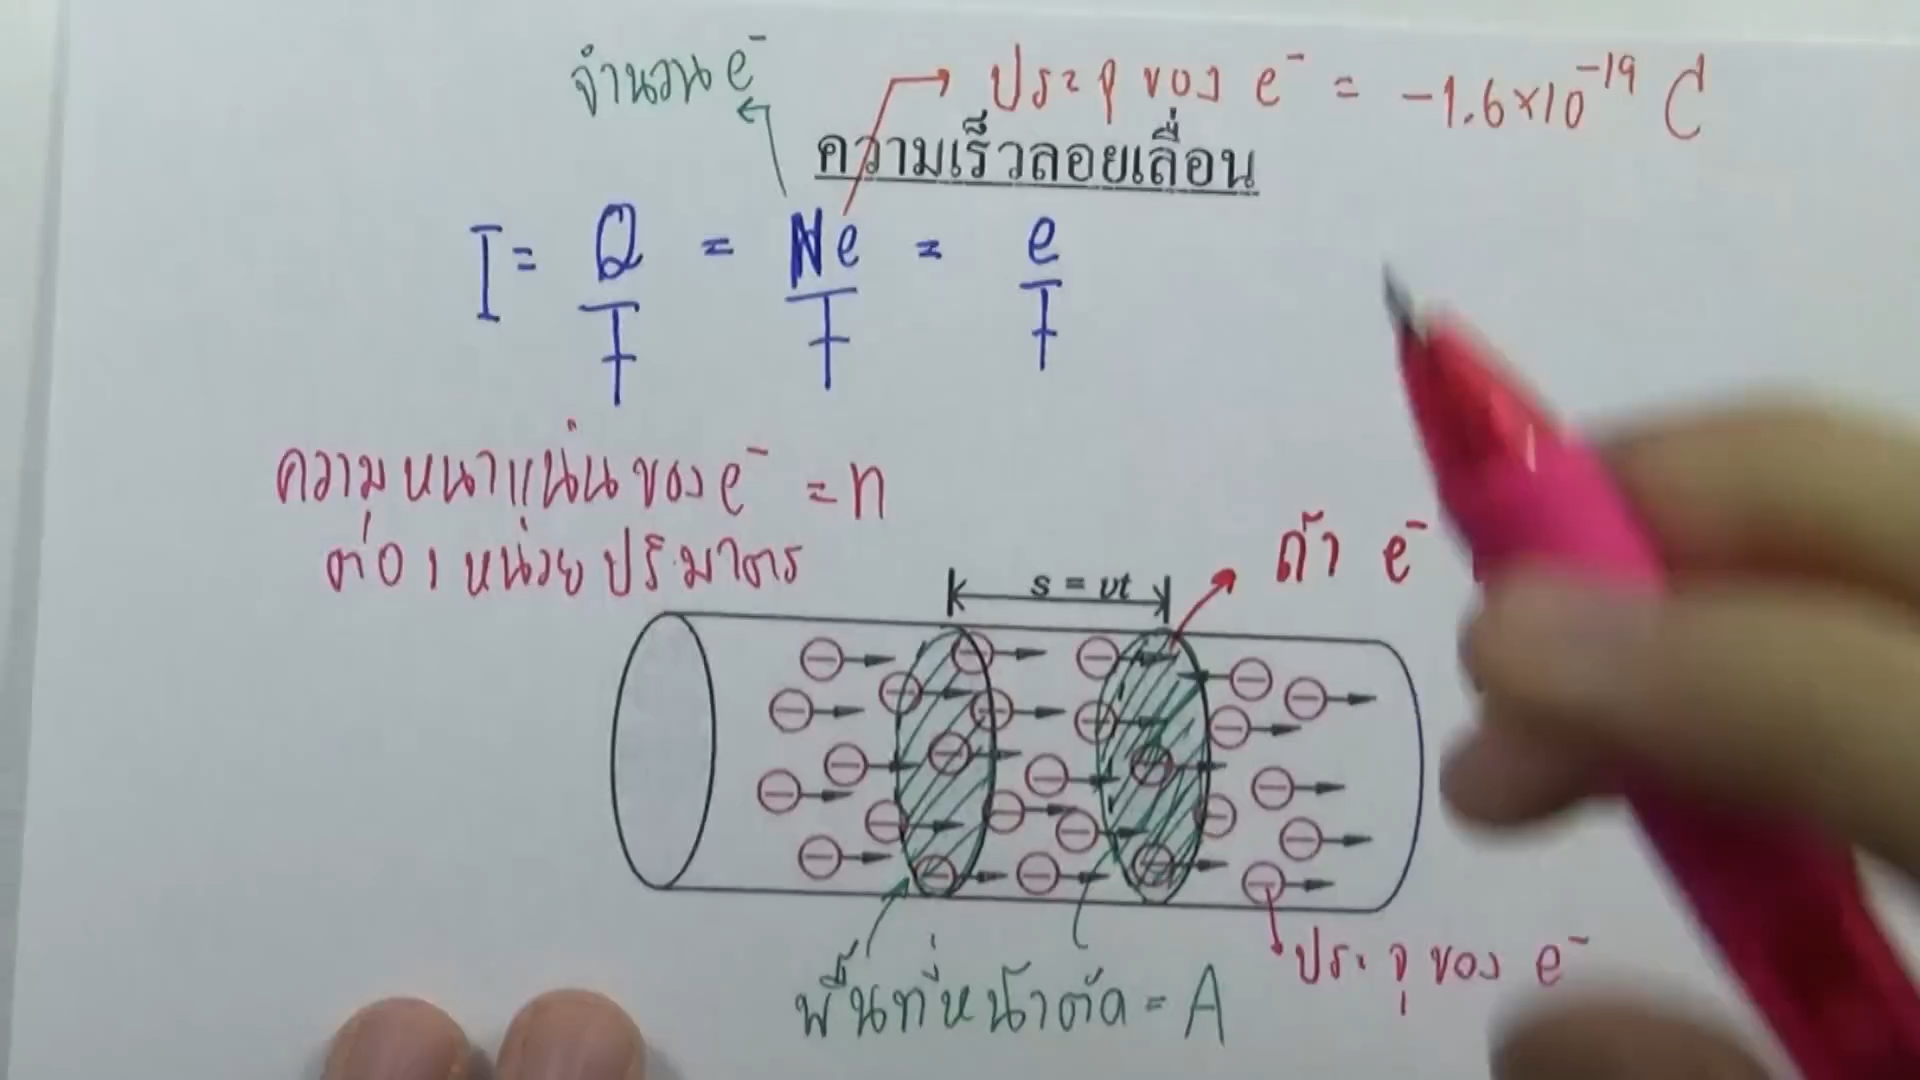 จำนวน e⁻
ประจุของ e⁻ = -1.6×10⁻¹⁹ C
ความเร็วลอยเลื่อน
I = Q/T = Ne/T = e/T
ความหนาแน่นของ e⁻ = n
ต่อ 1 หน่วยปริมาตร
s = vt
ถ้า e⁻
ประจุของ e⁻
พื้นที่หน้าตัด = A